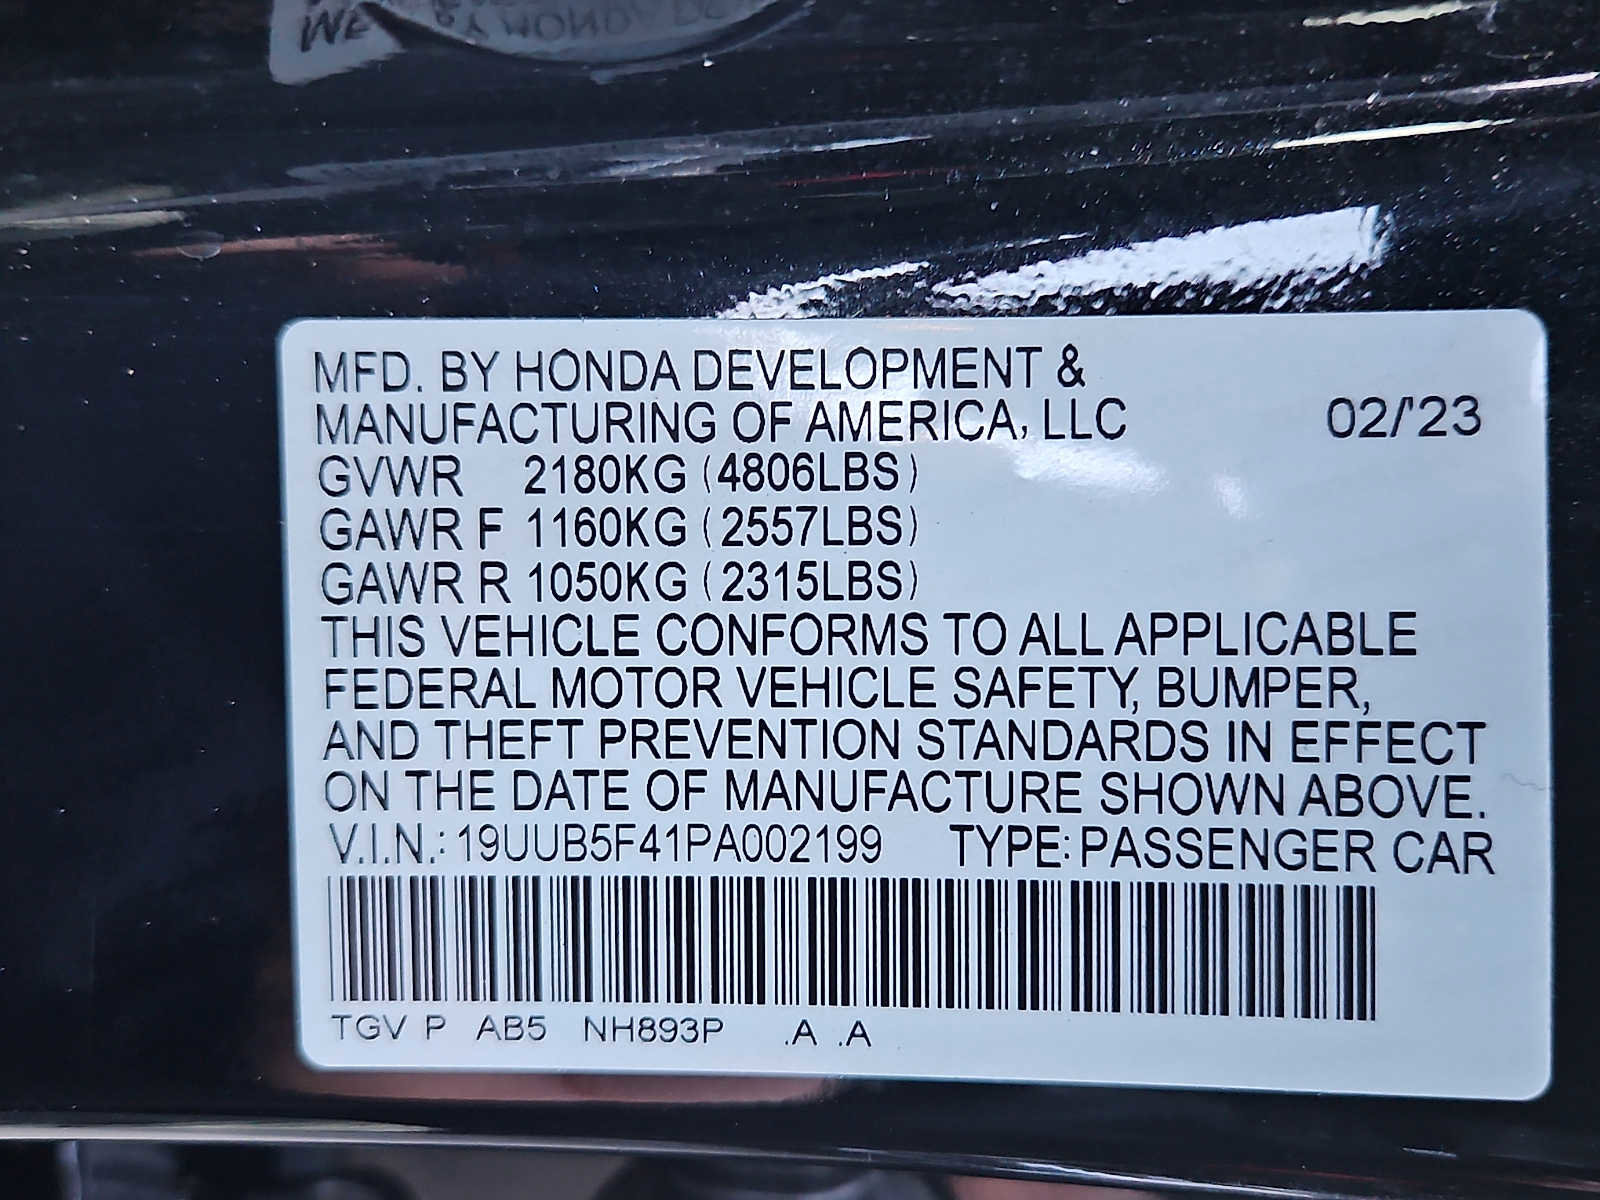 MFD. BY HONDA DEVELOPMENT &
MANUFACTURING OF AMERICA, LLC 02/'23
GVWR 2180KG (4806LBS)
GAWR F 1160KG (2557LBS)
GAWR R 1050KG (2315LBS)
THIS VEHICLE CONFORMS TO ALL APPLICABLE
FEDERAL MOTOR VEHICLE SAFETY, BUMPER,
AND THEFT PREVENTION STANDARDS IN EFFECT
ON THE DATE OF MANUFACTURE SHOWN ABOVE.
V.I.N.: 19UUB5F41PA002199 TYPE: PASSENGER CAR
TGV P AB5 NH893P .A .A